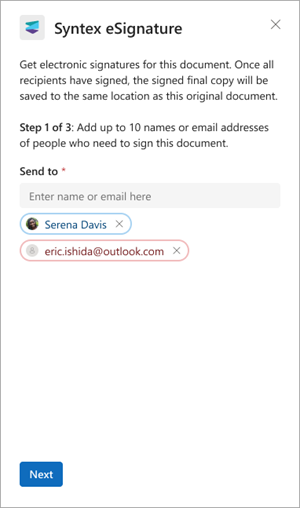 Syntex eSignature
Get electronic signatures for this document. Once all
recipients have signed, the signed final copy will be
saved to the same location as this original document.
Step 1 of 3: Add up to 10 names or email addresses
of people who need to sign this document.
Send to *
Enter name or email here
Serena Davis
eric.ishida@outlook.com
Next